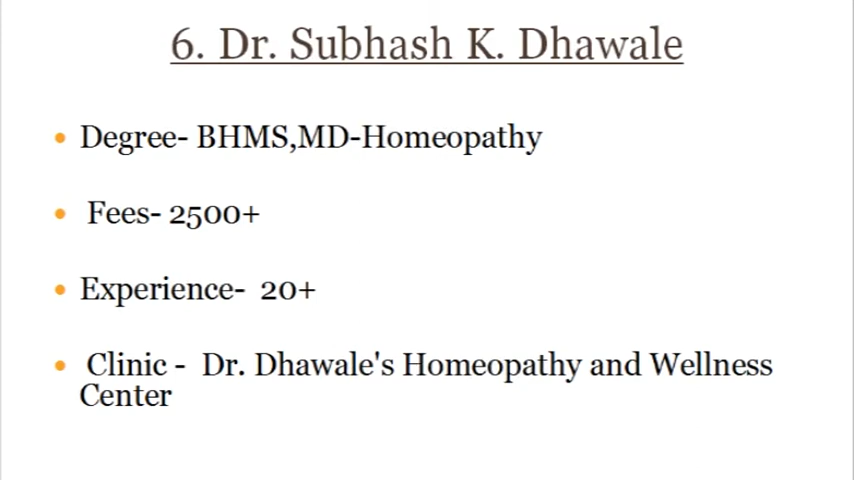 6. Dr. Subhash K. Dhawale
Degree- BHMS,MD-Homeopathy
Fees- 2500+
Experience- 20+
Clinic - Dr. Dhawale's Homeopathy and Wellness
Center